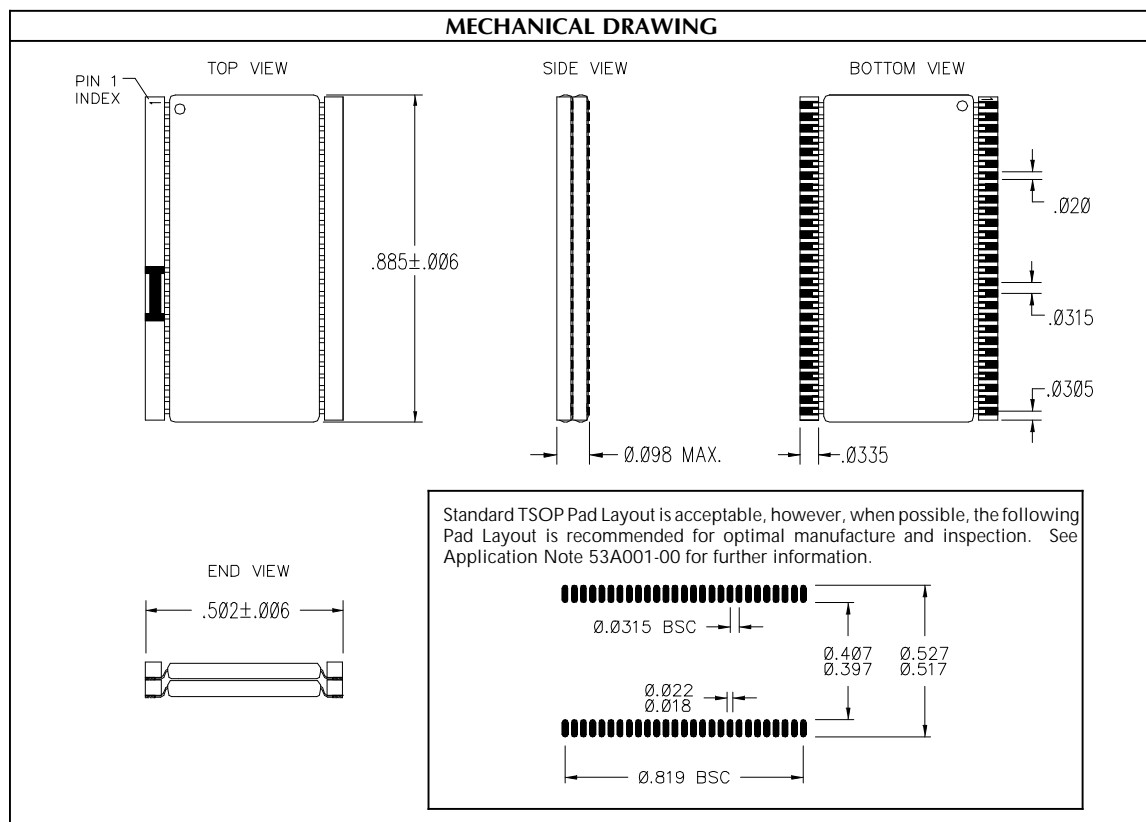 MECHANICAL DRAWING
TOP VIEW
SIDE VIEW
BOTTOM VIEW
PIN 1
INDEX
1
1
.020
.885±.006
.0315
.0305
0.098 MAX.
.0335
Standard TSOP Pad Layout is acceptable, however, when possible, the following
Pad Layout is recommended for optimal manufacture and inspection. See
Application Note 53A001-00 for further information.
END VIEW
.502±.006
0.0315 BSC
0.407
0.397
0.527
0.517
0.022
0.018
0.819 BSC